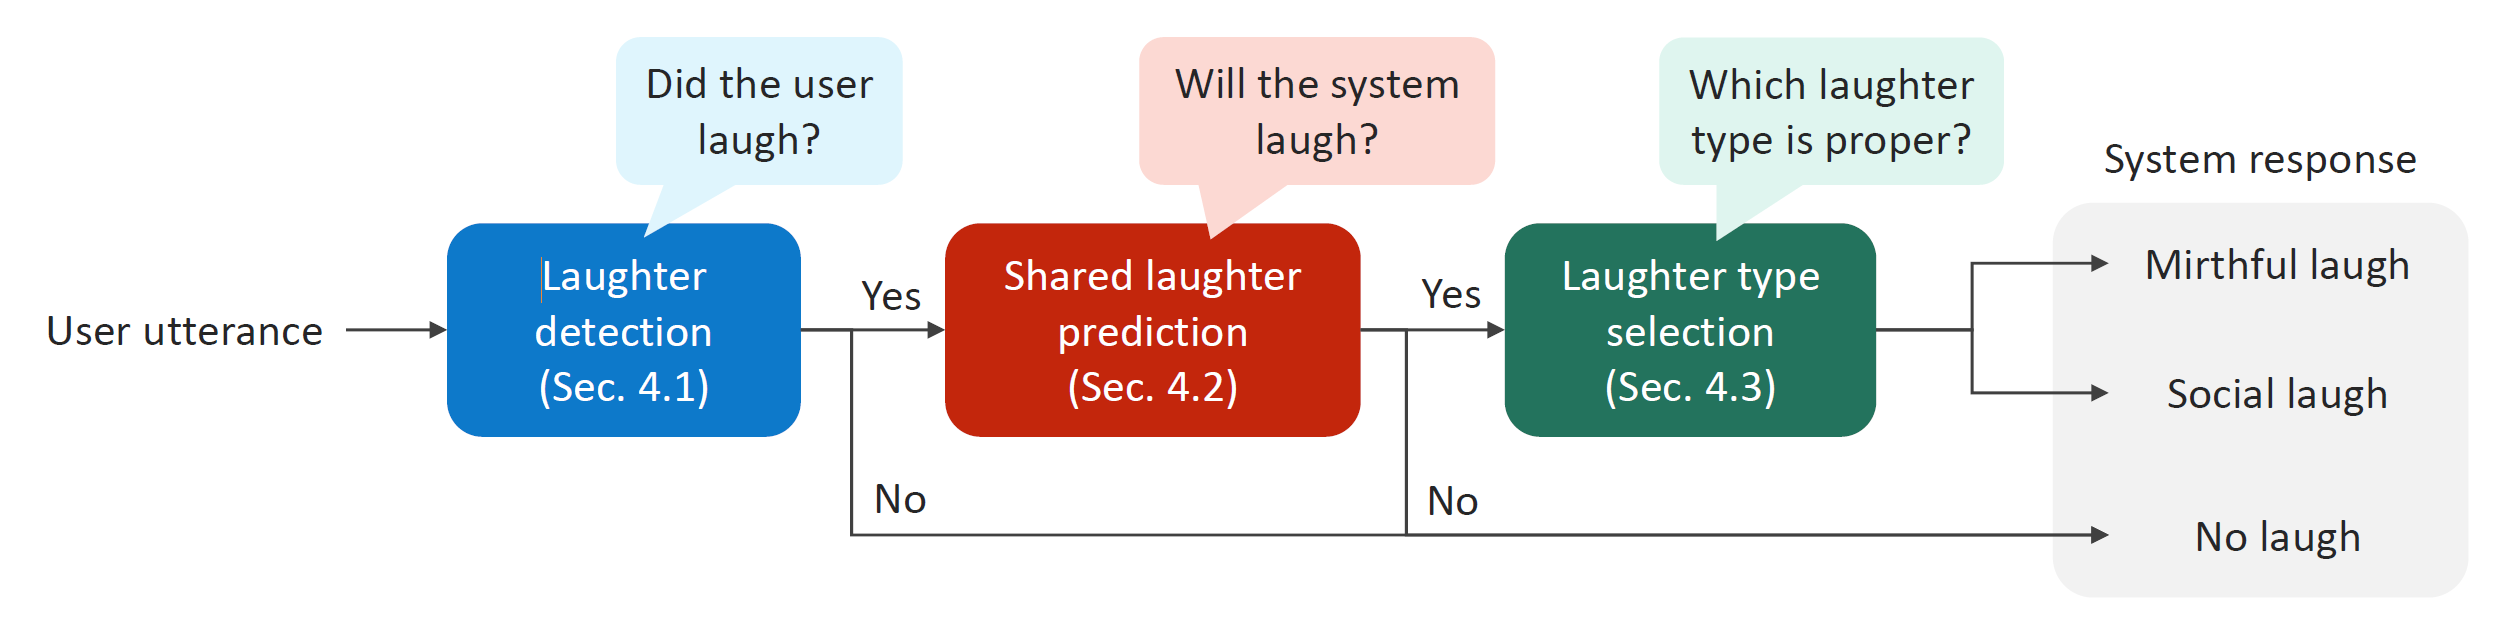 Did the user
laugh?
Will the system
laugh?
Which laughter
type is proper?
System response
User utterance
Laughter
detection
(Sec. 4.1)
Yes
No
Shared laughter
prediction
(Sec. 4.2)
Yes
No
Laughter type
selection
(Sec. 4.3)
Mirthful laugh
Social laugh
No laugh